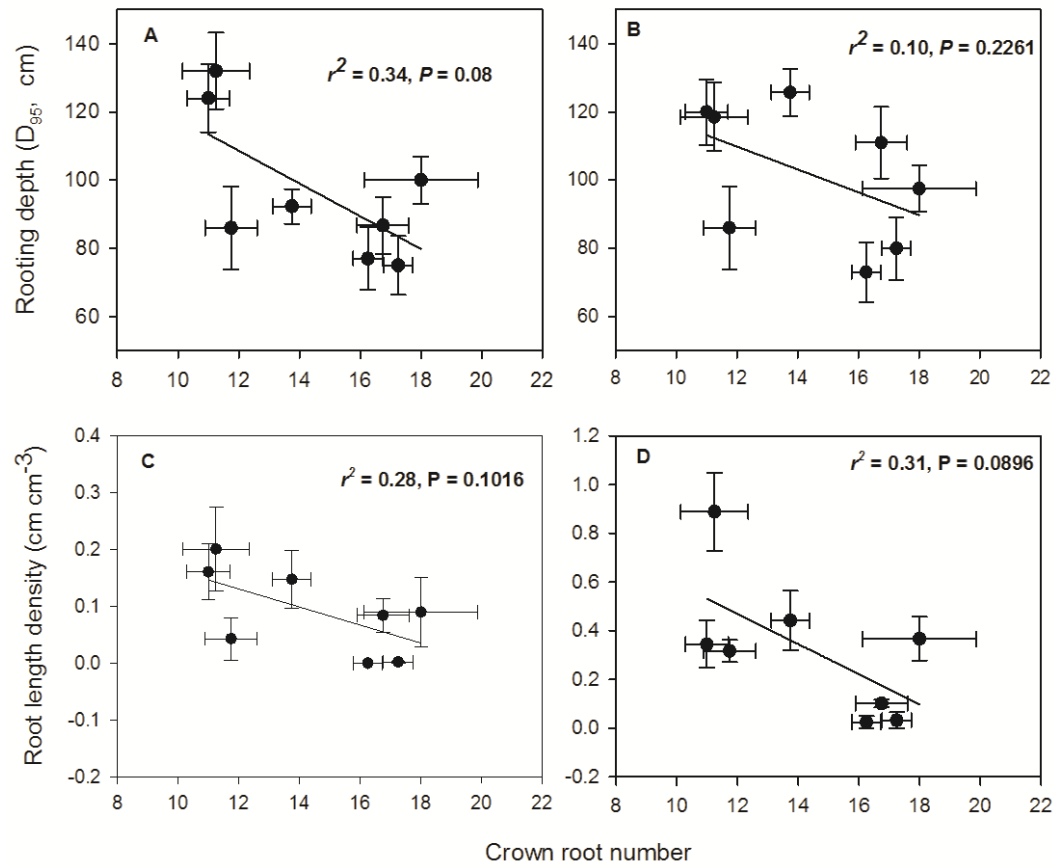 A
r² = 0.34, P = 0.08
B
r² = 0.10, P = 0.2261
Rooting depth (D₉₅, cm)
140
120
100
80
60
8 10 12 14 16 18 20 22
140
120
100
80
60
8 10 12 14 16 18 20 22
C
r² = 0.28, P = 0.1016
D
r² = 0.31, P = 0.0896
Root length density (cm cm⁻³)
0.4
0.3
0.2
0.1
0.0
-0.1
-0.2
8 10 12 14 16 18 20 22
1.2
1.0
0.8
0.6
0.4
0.2
0.0
-0.2
8 10 12 14 16 18 20 22
Crown root number